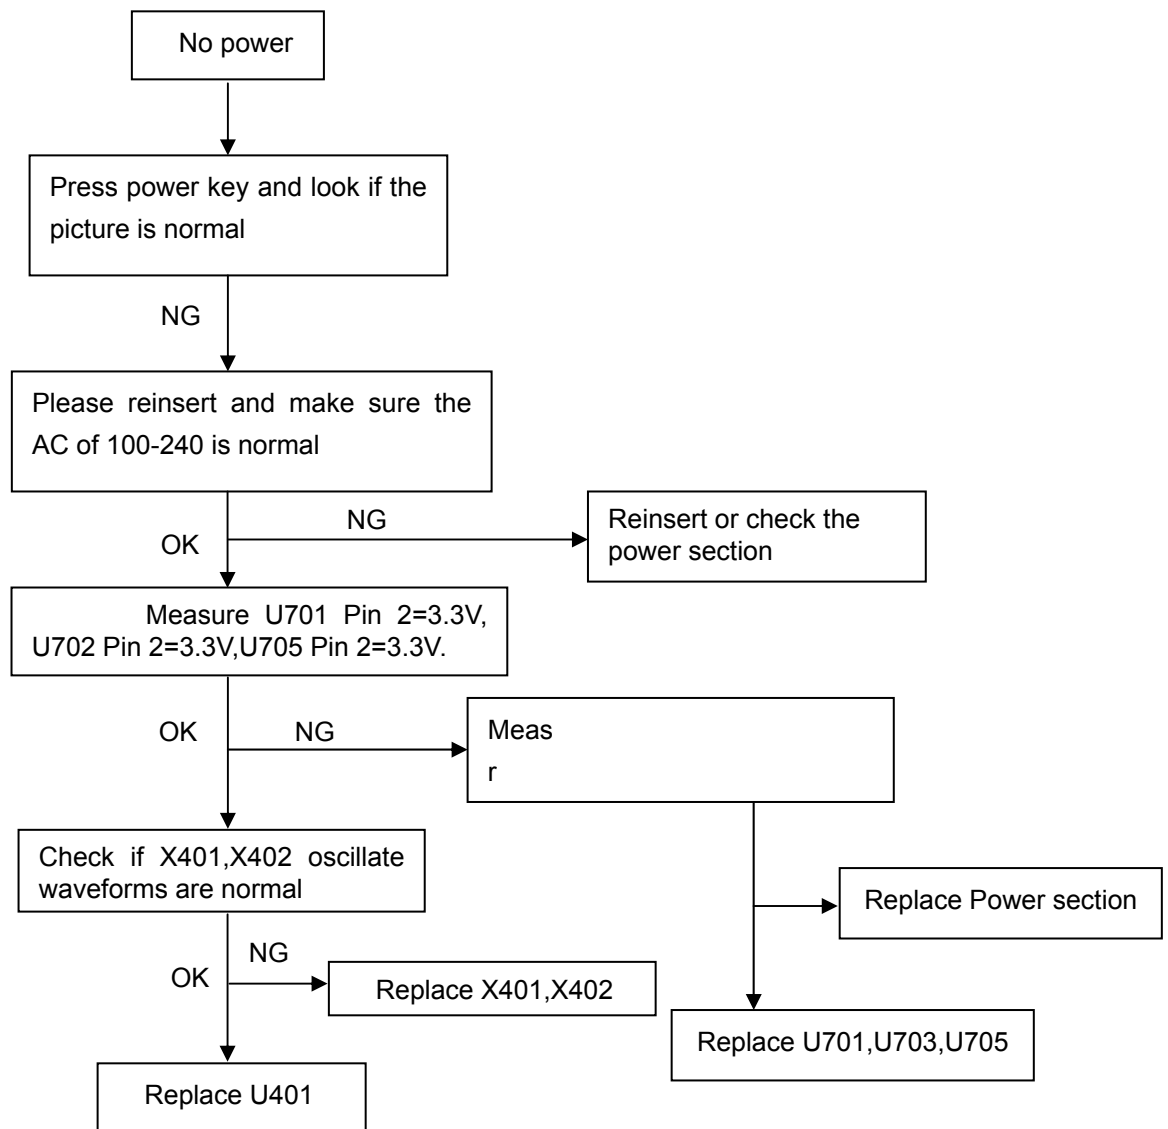 No power
Press power key and look if the
picture is normal
NG
Please reinsert and make sure the
AC of 100-240 is normal
NG
OK
Reinsert or check the
power section
Measure U701 Pin 2=3.3V,
U702 Pin 2=3.3V,U705 Pin 2=3.3V.
OK
NG
Meas
r
Check if X401,X402 oscillate
waveforms are normal
Replace Power section
NG
OK
Replace X401,X402
Replace U701,U703,U705
Replace U401